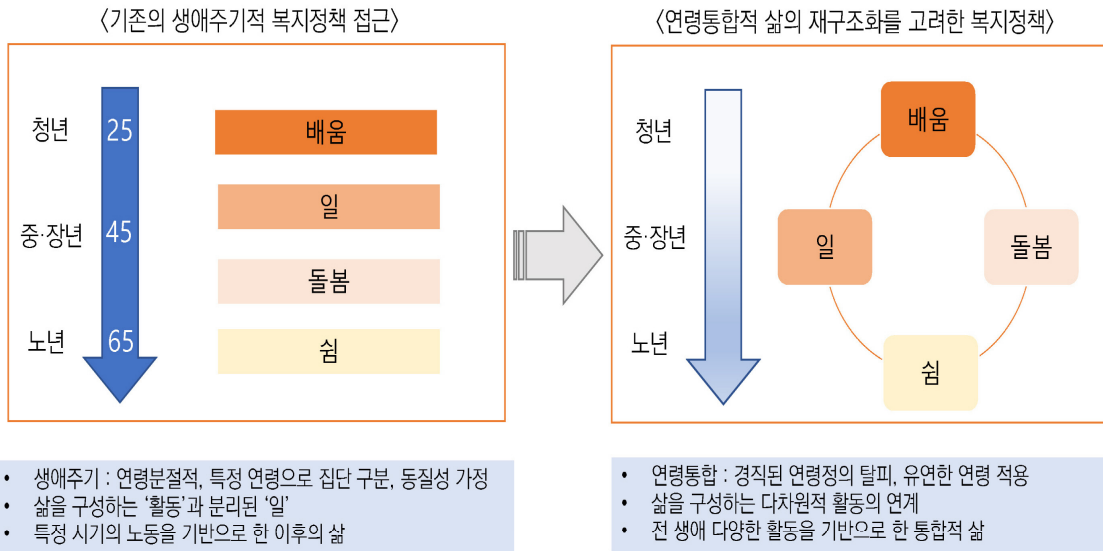 <기존의 생애주기적 복지정책 접근>
청년
25
배움
일
중·장년
45
돌봄
노년
65
쉼
• 생애주기 : 연령분절적, 특정 연령으로 집단 구분, 동질성 가정
• 삶을 구성하는 ‘활동’과 분리된 ‘일’
• 특정 시기의 노동을 기반으로 한 이후의 삶
<연령통합적 삶의 재구조화를 고려한 복지정책>
청년
배움
중·장년
일
돌봄
노년
쉼
• 연령통합 : 경직된 연령정의 탈피, 유연한 연령 적용
• 삶을 구성하는 다차원적 활동의 연계
• 전 생애 다양한 활동을 기반으로 한 통합적 삶